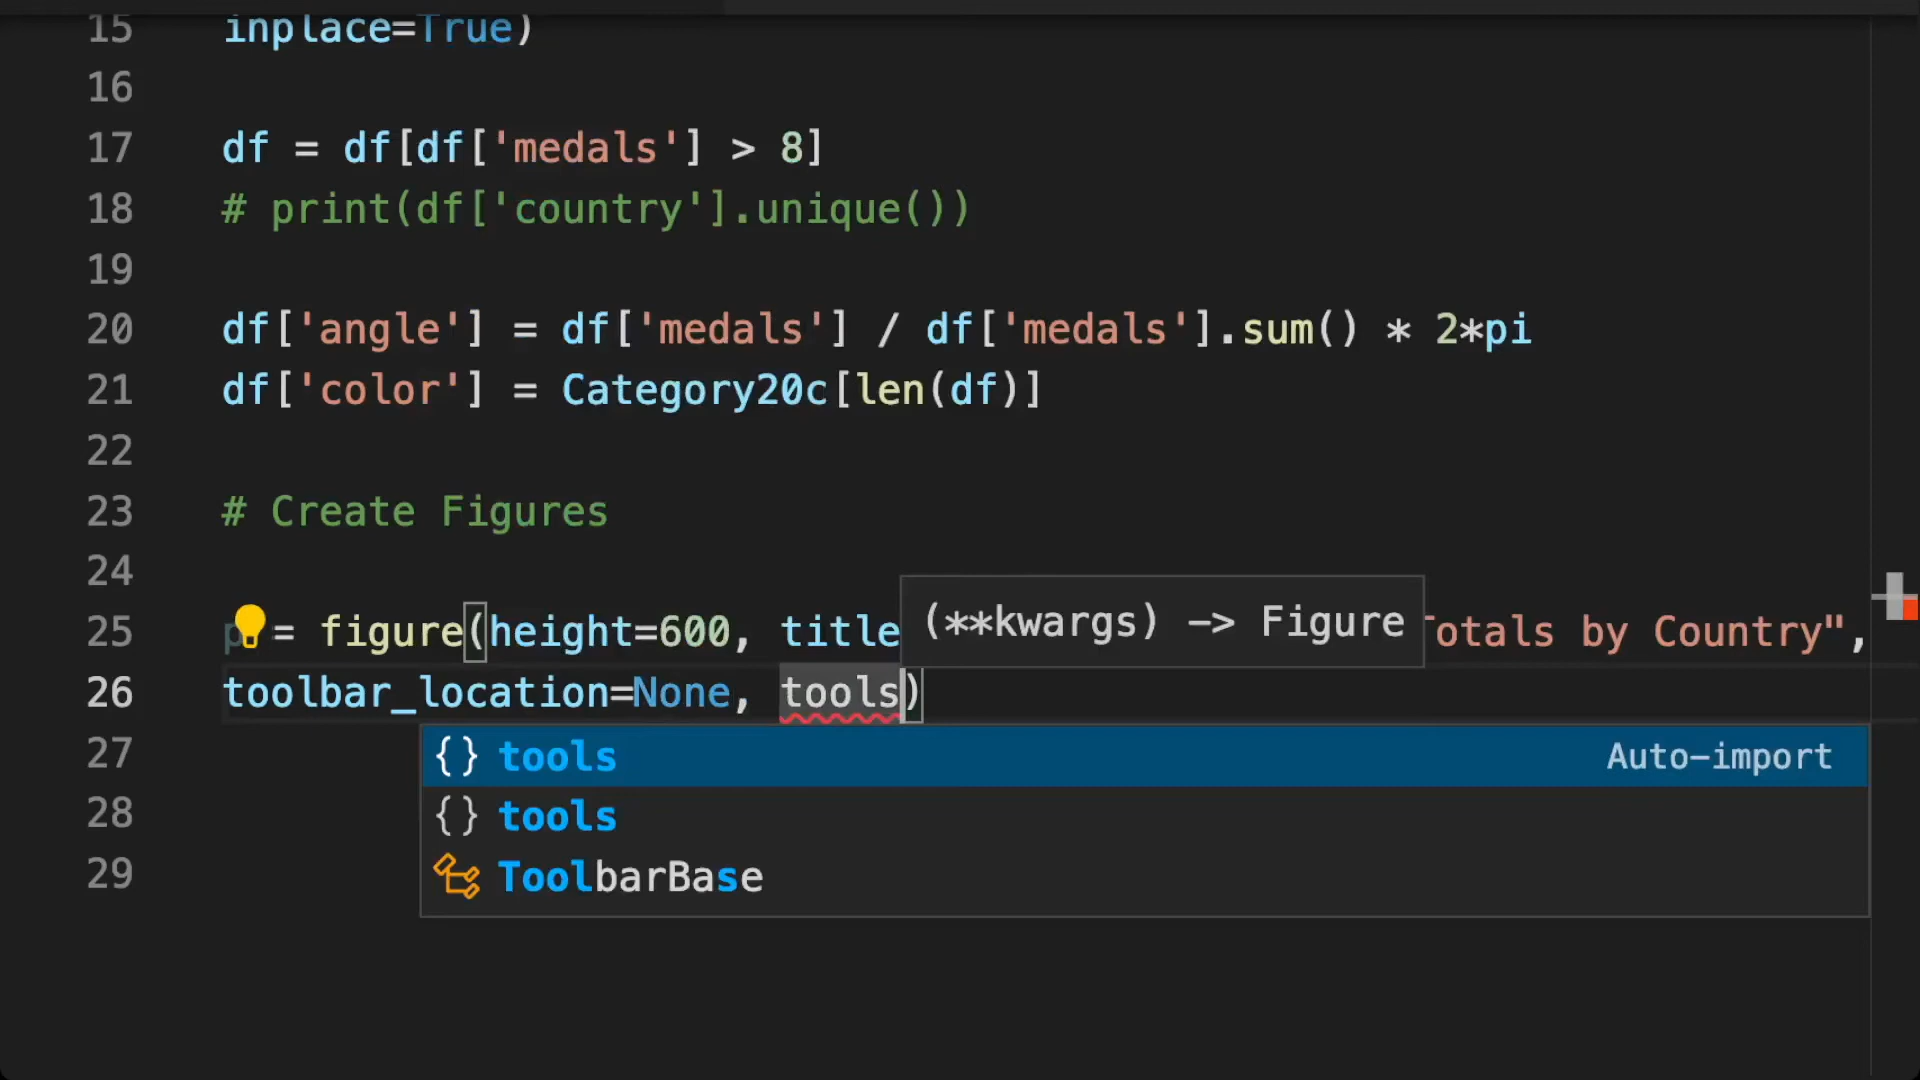 15 inplace=True)
16
17 df = df[df['medals'] > 8]
18 # print(df['country'].unique())
19
20 df['angle'] = df['medals'] / df['medals'].sum() * 2*pi
21 df['color'] = Category20c[len(df)]
22
23 # Create Figures
24
(**kwargs) -> Figure
25 p = figure(height=600, title otals by Country",
26 toolbar_location=None, tools)
27 {} tools Auto-import
28 {} tools
29 ToolbarBase